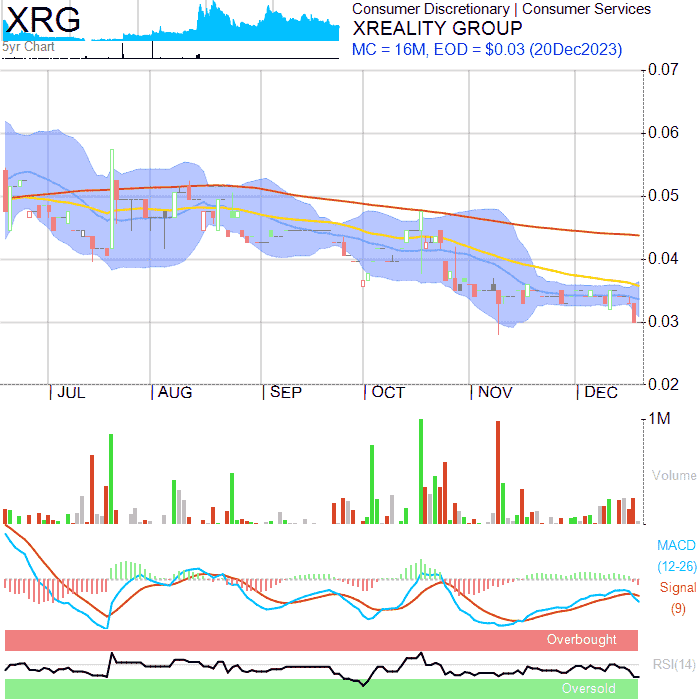 XRG
Consumer Discretionary | Consumer Services
XREALITY GROUP
5yr Chart
MC = 16M, EOD = $0.03 (20Dec2023)
0.07
0.06
0.05
0.04
0.03
0.02
JUL AUG SEP OCT NOV DEC
1M
Volume
MACD
(12-26)
Signal
(9)
Overbought
RSI(14)
Oversold